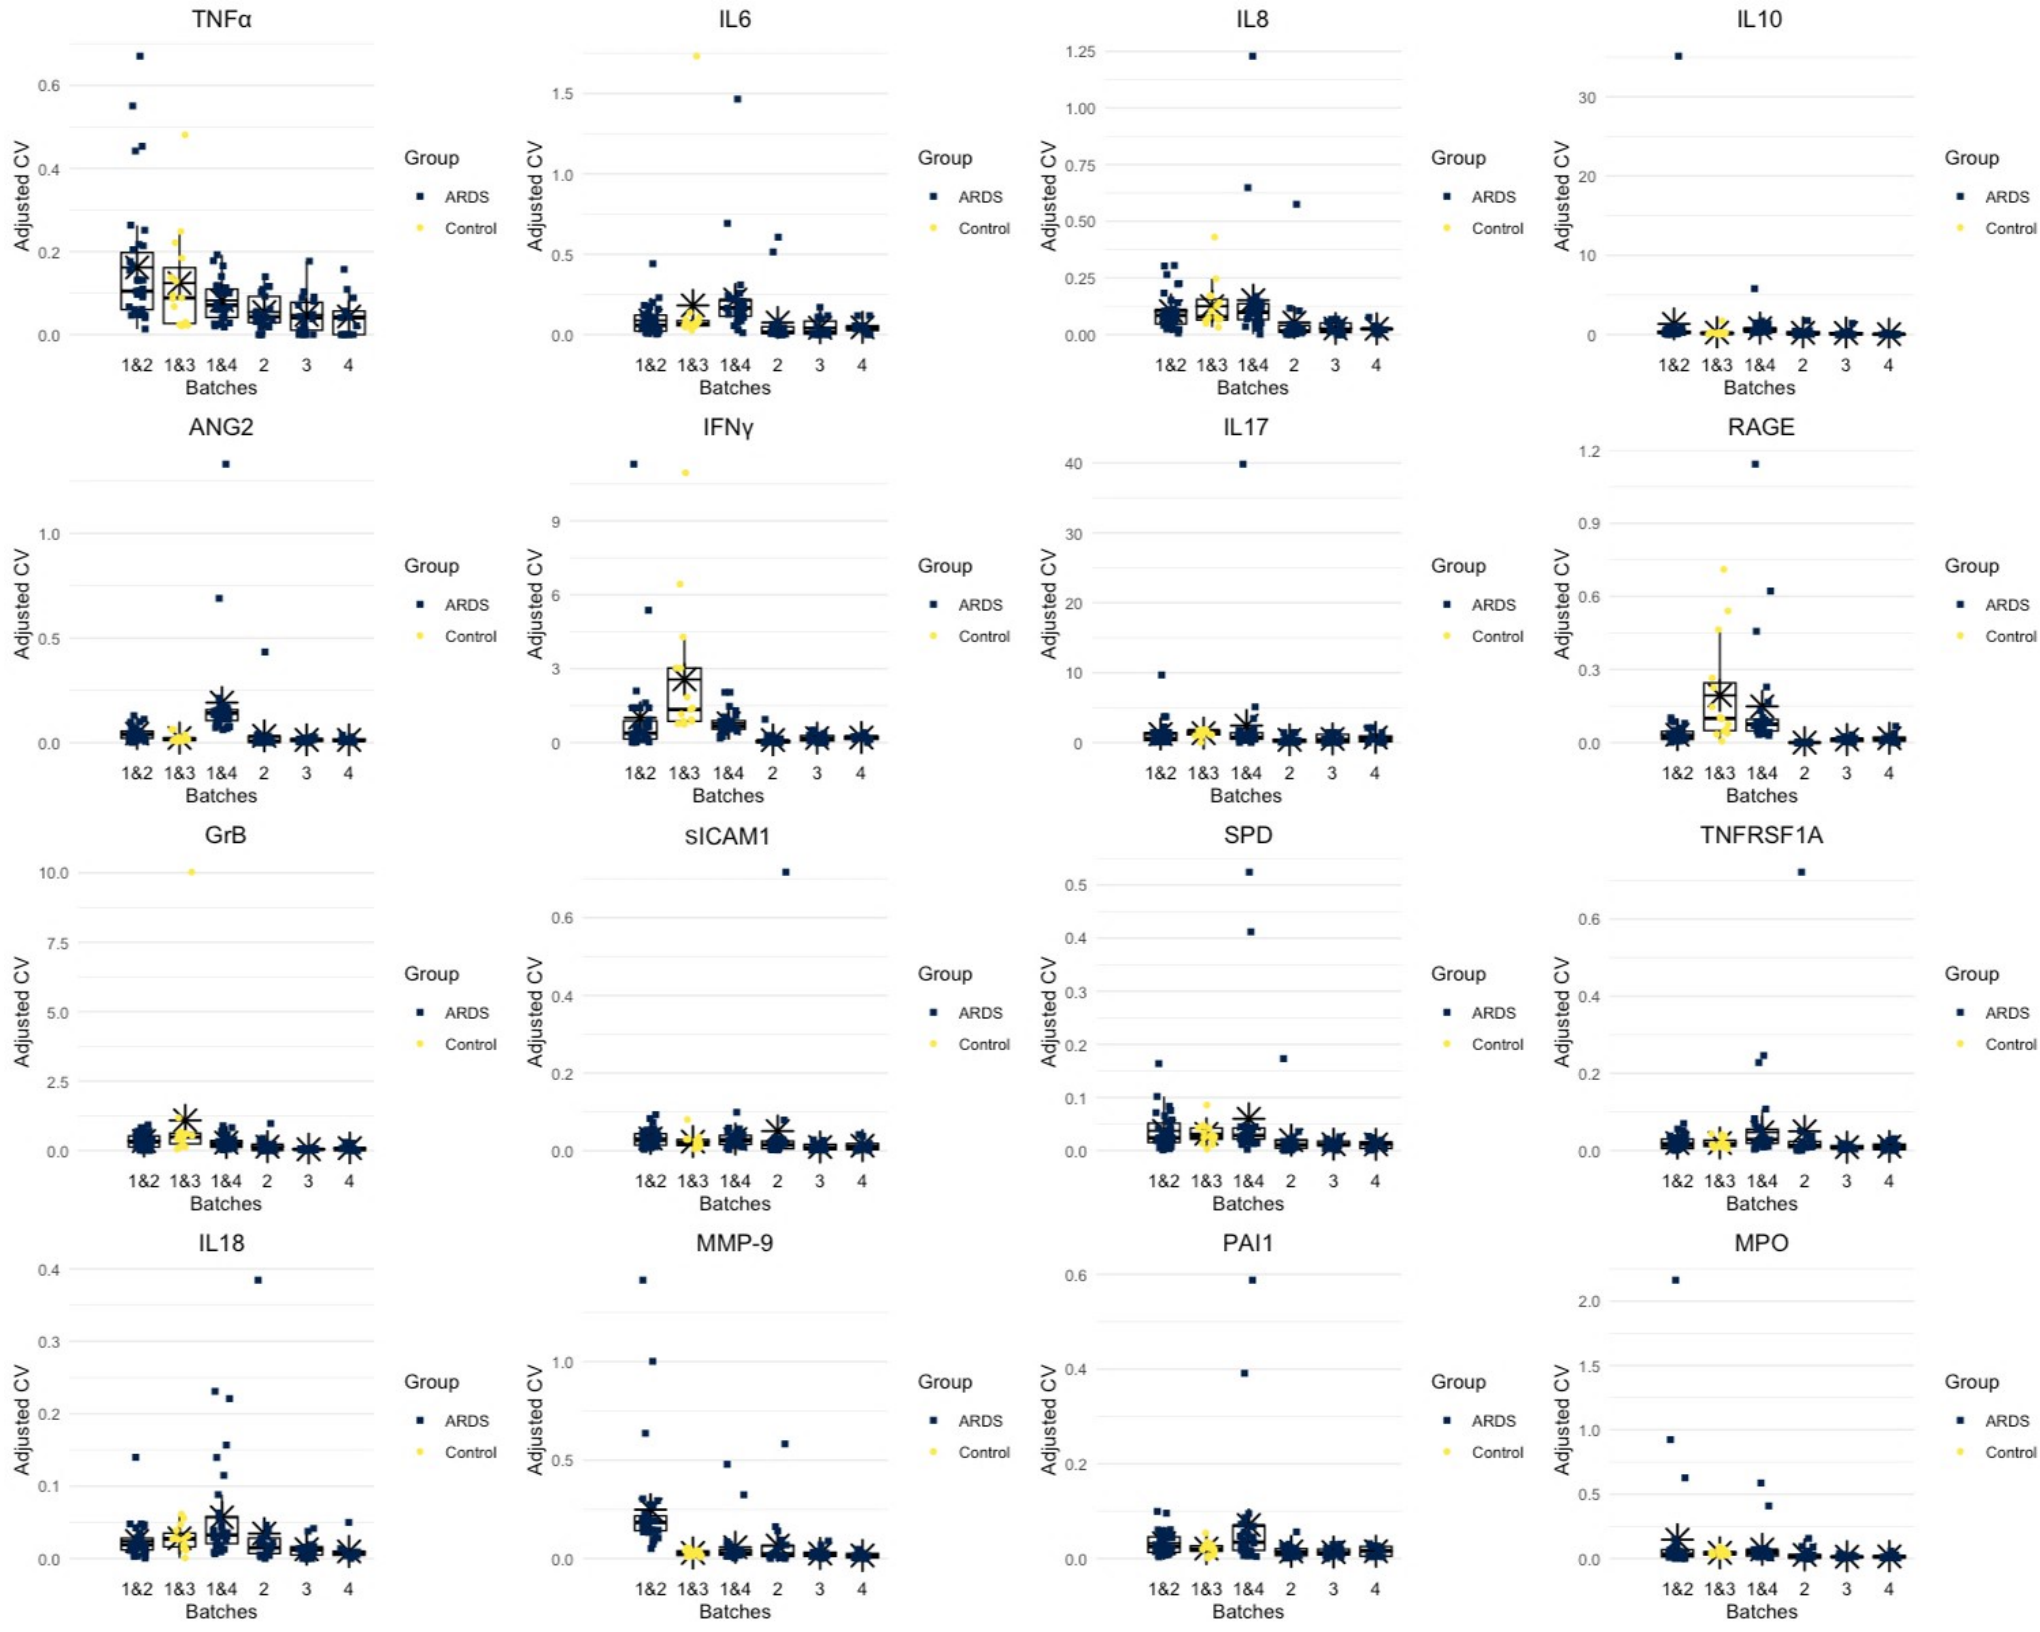 TNFα
0.6
0.4
0.2
0.0
Adjusted CV
1&2 1&3 1&4 2 3 4
Batches
Group
ARDS
Control
IL6
1.5
1.0
0.5
0.0
Adjusted CV
1&2 1&3 1&4 2 3 4
Batches
Group
ARDS
Control
IL8
1.25
1.00
0.75
0.50
0.25
0.00
Adjusted CV
1&2 1&3 1&4 2 3 4
Batches
Group
ARDS
Control
IL10
30
20
10
0
Adjusted CV
1&2 1&3 1&4 2 3 4
Batches
Group
ARDS
Control
ANG2
1.0
0.5
0.0
Adjusted CV
1&2 1&3 1&4 2 3 4
Batches
Group
ARDS
Control
IFNγ
9
6
3
0
Adjusted CV
1&2 1&3 1&4 2 3 4
Batches
Group
ARDS
Control
IL17
40
30
20
10
0
Adjusted CV
1&2 1&3 1&4 2 3 4
Batches
Group
ARDS
Control
RAGE
1.2
0.9
0.6
0.3
0.0
Adjusted CV
1&2 1&3 1&4 2 3 4
Batches
Group
ARDS
Control
GrB
10.0
7.5
5.0
2.5
0.0
Adjusted CV
1&2 1&3 1&4 2 3 4
Batches
Group
ARDS
Control
sICAM1
0.6
0.4
0.2
0.0
Adjusted CV
1&2 1&3 1&4 2 3 4
Batches
Group
ARDS
Control
SPD
0.5
0.4
0.3
0.2
0.1
0.0
Adjusted CV
1&2 1&3 1&4 2 3 4
Batches
Group
ARDS
Control
TNFRSF1A
0.6
0.4
0.2
0.0
Adjusted CV
1&2 1&3 1&4 2 3 4
Batches
Group
ARDS
Control
IL18
0.4
0.3
0.2
0.1
0.0
Adjusted CV
1&2 1&3 1&4 2 3 4
Batches
Group
ARDS
Control
MMP-9
1.0
0.5
0.0
Adjusted CV
1&2 1&3 1&4 2 3 4
Batches
Group
ARDS
Control
PAI1
0.6
0.4
0.2
0.0
Adjusted CV
1&2 1&3 1&4 2 3 4
Batches
Group
ARDS
Control
MPO
2.0
1.5
1.0
0.5
0.0
Adjusted CV
1&2 1&3 1&4 2 3 4
Batches
Group
ARDS
Control